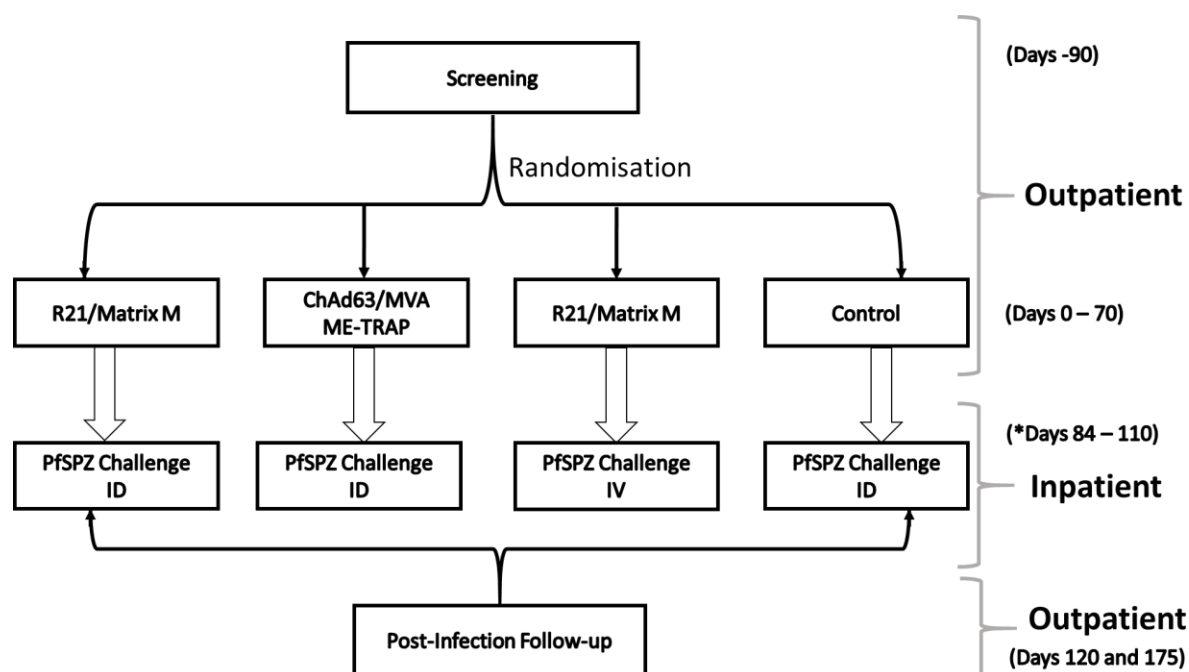 Screening
(Days -90)
Randomisation
Outpatient
R21/Matrix M
ChAd63/MVA
ME-TRAP
R21/Matrix M
Control
(Days 0 – 70)
PfSPZ Challenge
ID
PfSPZ Challenge
ID
PfSPZ Challenge
IV
PfSPZ Challenge
ID
(*Days 84 – 110)
Inpatient
Post-Infection Follow-up
Outpatient
(Days 120 and 175)